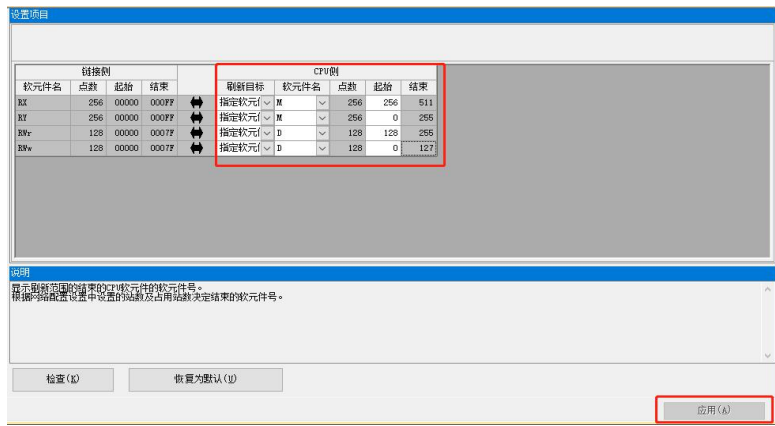 设置项目
链接侧 CPU侧
软元件名 点数 起始 结束 刷新目标 软元件名 点数 起始 结束
RX 256 00000 000FF 指定软元件 M 256 256 511
RY 256 00000 000FF 指定软元件 M 256 0 255
RWr 128 00000 0007F 指定软元件 D 128 128 255
RWw 128 00000 0007F 指定软元件 D 128 0 127
说明
显示刷新范围的结束的CPU软元件的软元件号。
根据网络配置设置中设置的站数及占用站数决定结束的软元件号。
检查(K) 恢复为默认(U)
应用(A)